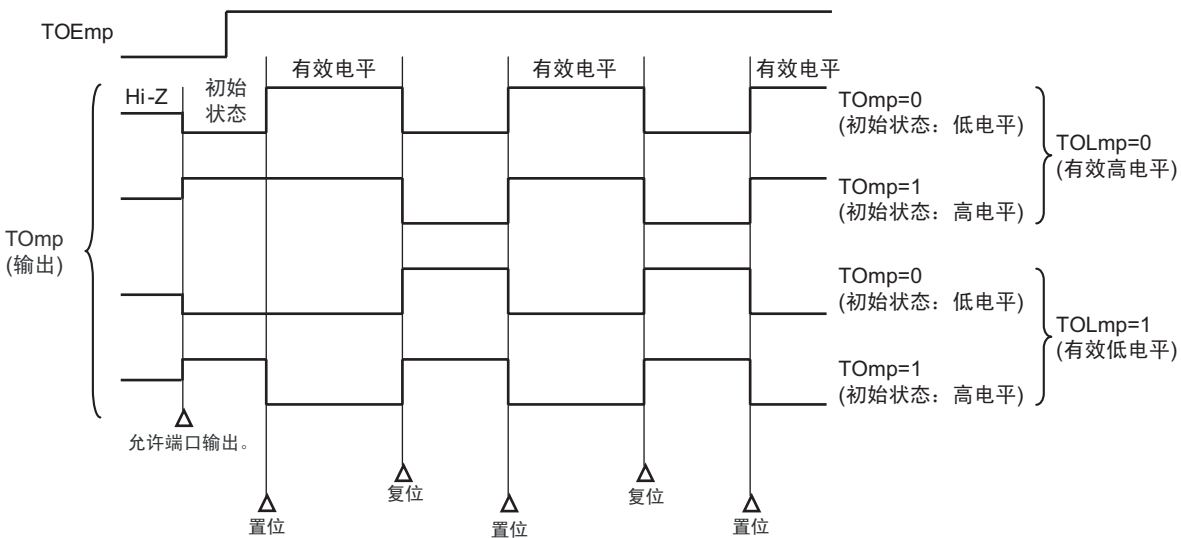 TOEmp
有效电平
有效电平
有效电平
Hi-Z
初始
状态
TOmp=0
(初始状态：低电平)
TOLmp=0
(有效高电平)
TOmp=1
(初始状态：高电平)
TOmp
(输出)
TOmp=0
(初始状态：低电平)
TOLmp=1
(有效低电平)
TOmp=1
(初始状态：高电平)
允许端口输出。
复位
复位
置位
置位
置位